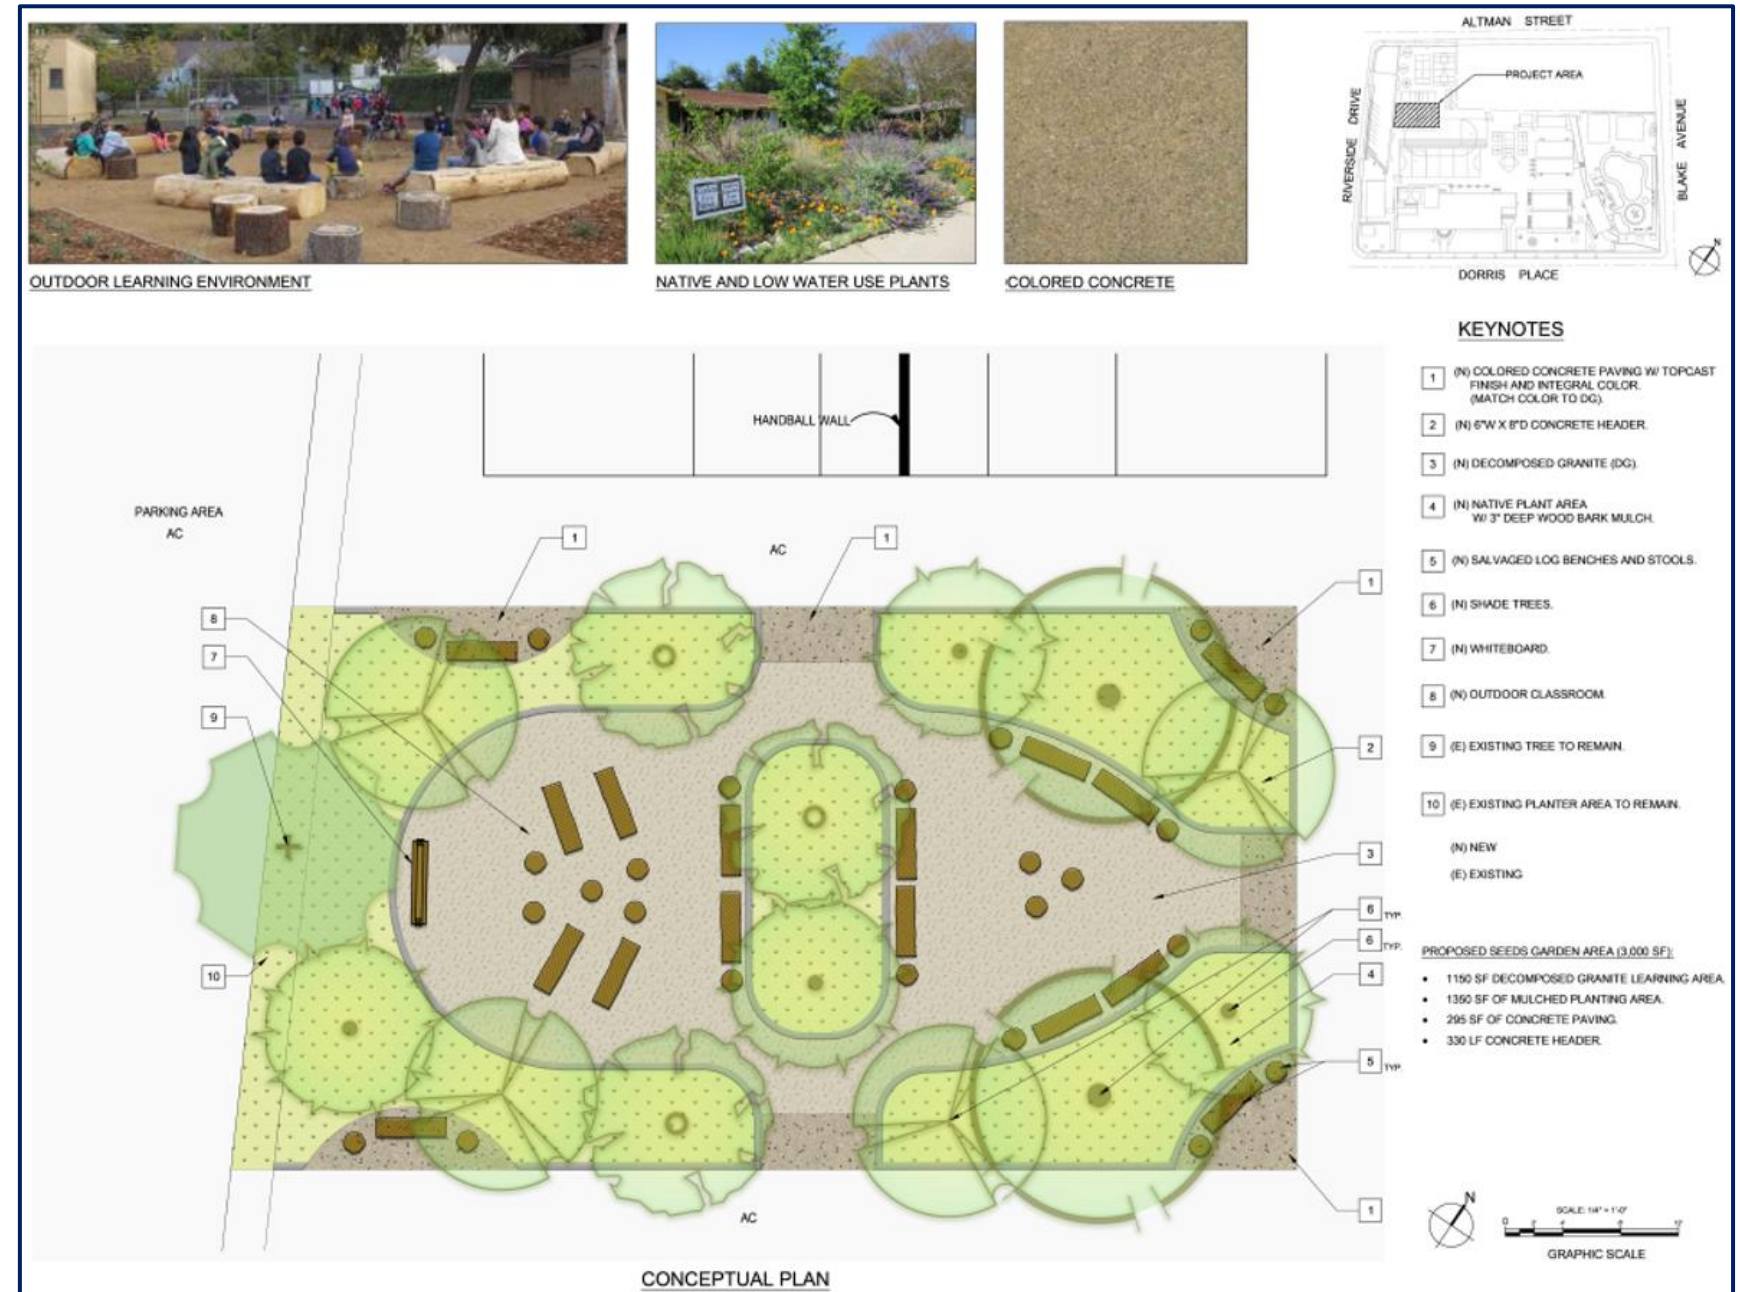 ALTMAN STREET
PROJECT AREA
RIVERSIDE DRIVE
BLAKE AVENUE
DORRIS PLACE
N
OUTDOOR LEARNING ENVIRONMENT
NATIVE AND LOW WATER USE PLANTS
COLORED CONCRETE
KEYNOTES
1 (N) COLORED CONCRETE PAVING W/ TOPCAST
FINISH AND INTEGRAL COLOR.
(MATCH COLOR TO DG).
2 (N) 6"W X 8"D CONCRETE HEADER.
3 (N) DECOMPOSED GRANITE (DG).
4 (N) NATIVE PLANT AREA
W/ 3" DEEP WOOD BARK MULCH.
5 (N) SALVAGED LOG BENCHES AND STOOLS.
6 (N) SHADE TREES.
7 (N) WHITEBOARD.
8 (N) OUTDOOR CLASSROOM.
9 (E) EXISTING TREE TO REMAIN.
10 (E) EXISTING PLANTER AREA TO REMAIN.
(N) NEW
(E) EXISTING
PROPOSED SEEDS GARDEN AREA (3,000 SF):
• 1150 SF DECOMPOSED GRANITE LEARNING AREA.
• 1350 SF OF MULCHED PLANTING AREA.
• 295 SF OF CONCRETE PAVING.
• 330 LF CONCRETE HEADER.
HANDBALL WALL
PARKING AREA
AC
AC
1
1
1
8
7
9
2
3
6 TYP.
6 TYP.
10
4
5 TYP.
1
AC
N
SCALE: 1/4" = 1'-0"
GRAPHIC SCALE
CONCEPTUAL PLAN